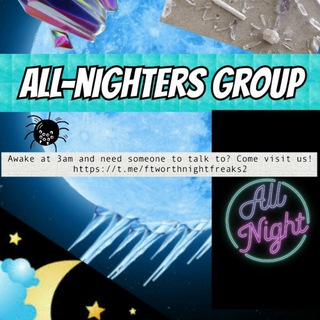 ALL-NIGHTERS GROUP
Awake at 3am and need someone to talk to? Come visit us!
https://t.me/ftworthnightfreaks2
All
Night